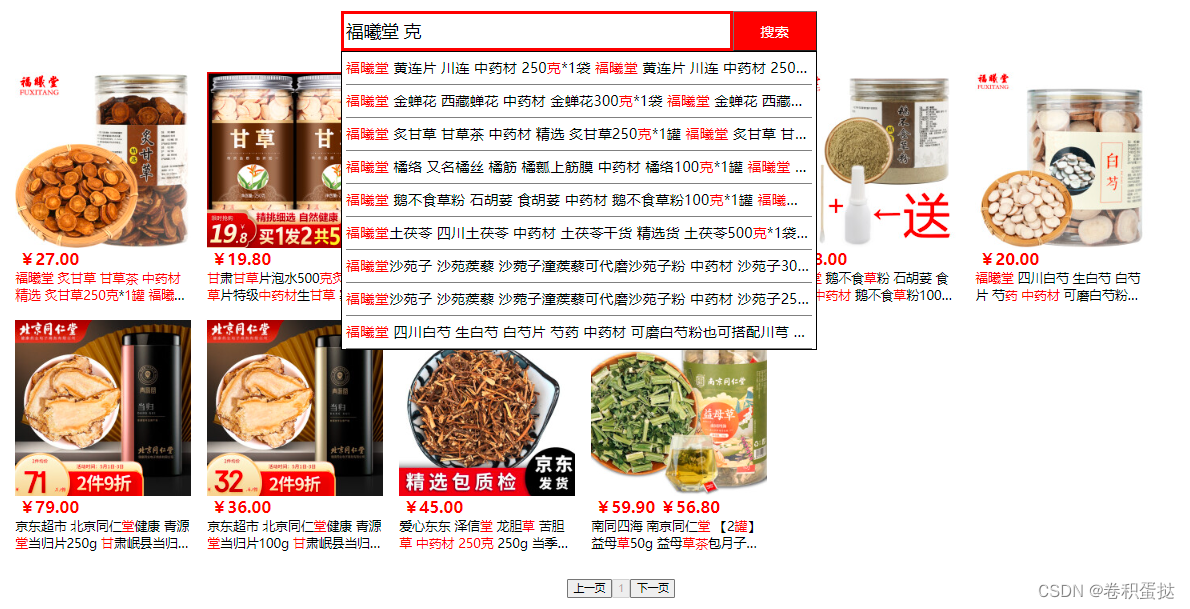 福曦堂 克
搜索
福曦堂 黄连片 川连 中药材 250克*1袋 福曦堂 黄连片 川连 中药材 250...
福曦堂 金蝉花 西藏蝉花 中药材 金蝉花300克*1袋 福曦堂 金蝉花 西藏...
福曦堂 炙甘草 甘草茶 中药材 精选 炙甘草250克*1罐 福曦堂 炙甘草 甘...
福曦堂 橘络 又名橘丝 橘筋 橘瓤上筋膜 中药材 橘络100克*1罐 福曦堂 ...
福曦堂 鹅不食草粉 石胡荽 食胡荽 中药材 鹅不食草粉100克*1罐 福曦...
福曦堂土茯苓 四川土茯苓 中药材 土茯苓干货 精选货 土茯苓500克*1袋...
福曦堂沙苑子 沙苑蒺藜 沙菀子潼蒺藜可代磨沙苑子粉 中药材 沙苑子30...
福曦堂沙苑子 沙苑蒺藜 沙菀子潼蒺藜可代磨沙苑子粉 中药材 沙苑子25...
福曦堂 四川白芍 生白芍 白芍片 芍药 中药材 可磨白芍粉也可搭配川芎 ...
福曦堂
FUXITANG
炙甘草
￥27.00
福曦堂 炙甘草 甘草茶 中药材
精选 炙甘草250克*1罐 福曦...
甘草
甘
限时抢购
19.8
精挑细选 自然健康
买1发2共5
￥19.80
甘肃甘草片泡水500克炙
草片特级中药材生甘草
+
←送
3.00
鹅不食草粉 石胡荽 食
中药材 鹅不食草粉100...
福曦堂
FUXITANG
白芍
￥20.00
福曦堂 四川白芍 生白芍 白芍
片 芍药 中药材 可磨白芍粉...
北京同仁堂
当归
北京同仁堂
71
2件9折
￥79.00
京东超市 北京同仁堂健康 青源
堂当归片250g 甘肃岷县当归...
北京同仁堂
当归
北京同仁堂
32
2件9折
￥36.00
京东超市 北京同仁堂健康 青源
堂当归片100g 甘肃岷县当归...
精选包质检
京东
发货
￥45.00
爱心东东 泽信堂 龙胆草 苦胆
草 中药材 250克 250g 当季...
南京同仁堂
益母草
￥59.90 ￥56.80
南同四海 南京同仁堂 【2罐】
益母草50g 益母草茶包月子...
上一页
1
下一页
CSDN @卷积蛋挞